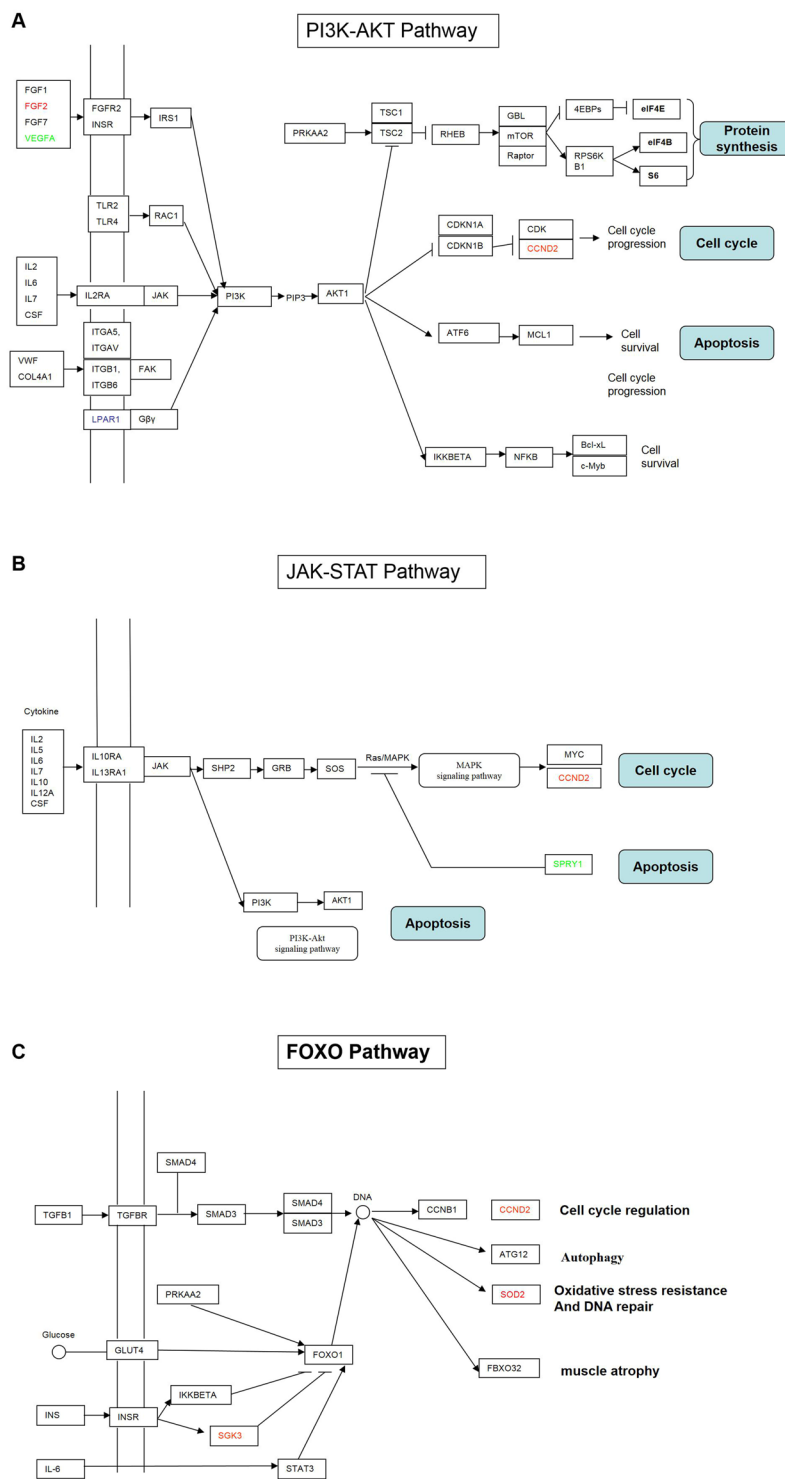 A
PI3K-AKT Pathway
FGF1
FGF2
FGF7
VEGFA
FGFR2
INSR
IRS1
TLR2
TLR4
RAC1
IL2
IL6
IL7
CSF
IL2RA
JAK
ITGA5,
ITGAV
ITGB1,
ITGB6
FAK
VWF
COL4A1
LPAR1
Gβγ
PI3K
PIP3
AKT1
PRKAA2
TSC1
TSC2
RHEB
GBL
mTOR
Raptor
4EBPs
eIF4E
RPS6K
B1
eIF4B
S6
Protein
synthesis
CDKN1A
CDKN1B
CDK
CCND2
Cell cycle
progression
Cell cycle
ATF6
MCL1
Cell
survival
Apoptosis
Cell cycle
progression
IKKBETA
NFKB
Bcl-xL
c-Myb
Cell
survival
B
JAK-STAT Pathway
Cytokine
IL2
IL5
IL6
IL7
IL10
IL12A
CSF
IL10RA
IL13RA1
JAK
SHP2
GRB
SOS
Ras/MAPK
MAPK
signaling pathway
MYC
CCND2
Cell cycle
SPRY1
Apoptosis
PI3K
AKT1
PI3K-Akt
signaling pathway
Apoptosis
C
FOXO Pathway
SMAD4
TGFB1
TGFBR
SMAD3
SMAD4
SMAD3
DNA
CCNB1
CCND2
Cell cycle regulation
ATG12
Autophagy
PRKAA2
SOD2
Oxidative stress resistance
And DNA repair
Glucose
GLUT4
FOXO1
FBXO32
muscle atrophy
IKKBETA
INS
INSR
SGK3
IL-6
STAT3